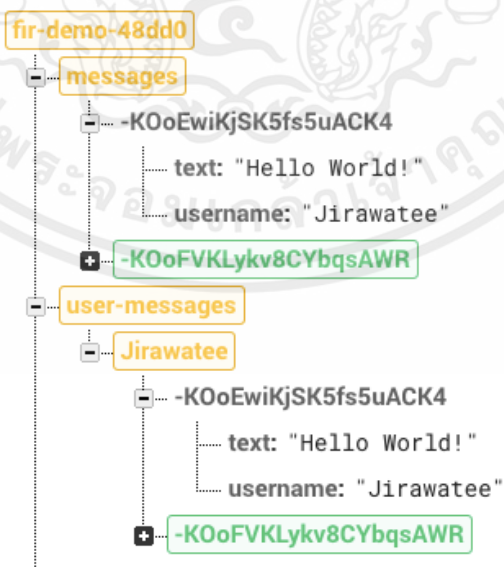 fir-demo-48dd0
messages
-KOoEwiKjSK5fs5uACK4
text: "Hello World!"
username: "Jirawatee"
-KOoFVKLykv8CYbqsAWR
user-messages
Jirawatee
-KOoEwiKjSK5fs5uACK4
text: "Hello World!"
username: "Jirawatee"
-KOoFVKLykv8CYbqsAWR